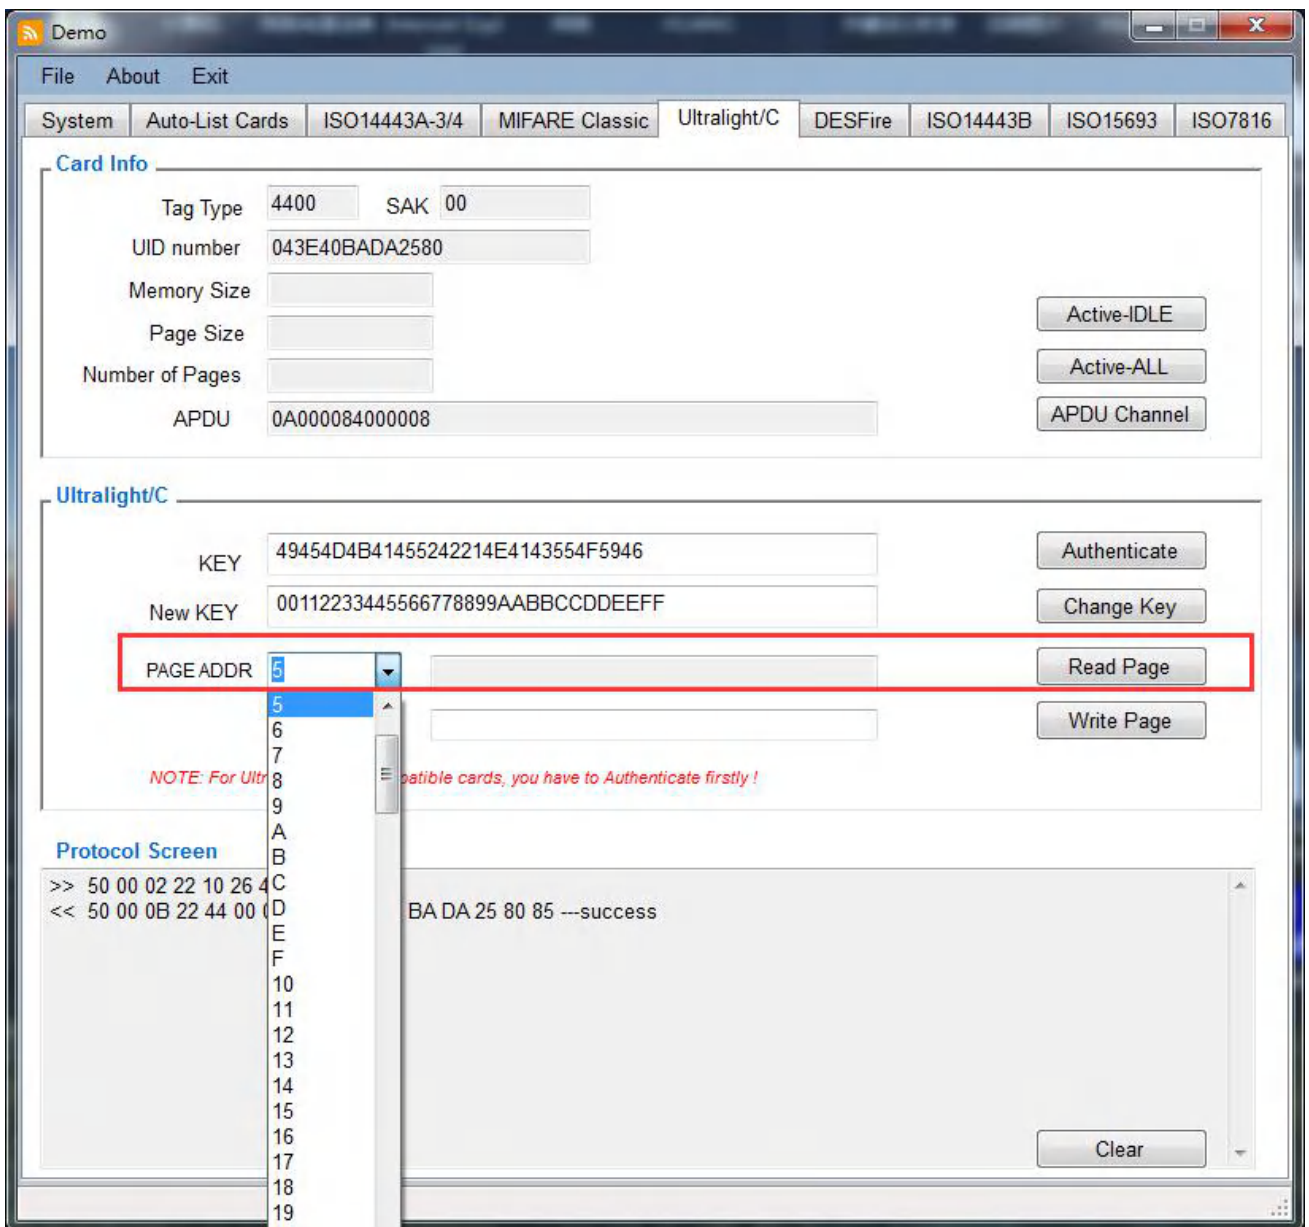 Demo
File About Exit
System Auto-List Cards ISO14443A-3/4 MIFARE Classic Ultralight/C DESFire ISO14443B ISO15693 ISO7816
Card Info
Tag Type 4400 SAK 00
UID number 043E40BADA2580
Memory Size
Page Size
Active-IDLE
Number of Pages
Active-ALL
APDU 0A000084000008 APDU Channel
Ultralight/C
KEY 49454D4B41455242214E4143554F5946 Authenticate
New KEY 00112233445566778899AABBCCDDEEFF Change Key
PAGE ADDR 5 Read Page
5
6 Write Page
7
NOTE: For 8 cards, you have to Authenticate firstly !
9
A
Protocol Screen B
>> 50 00 02 22 10 26 C
<< 50 00 0B 22 44 00 D BA DA 25 80 85 ---success
E
F
10
11
12
13
14
15
16 Clear
17
18
19